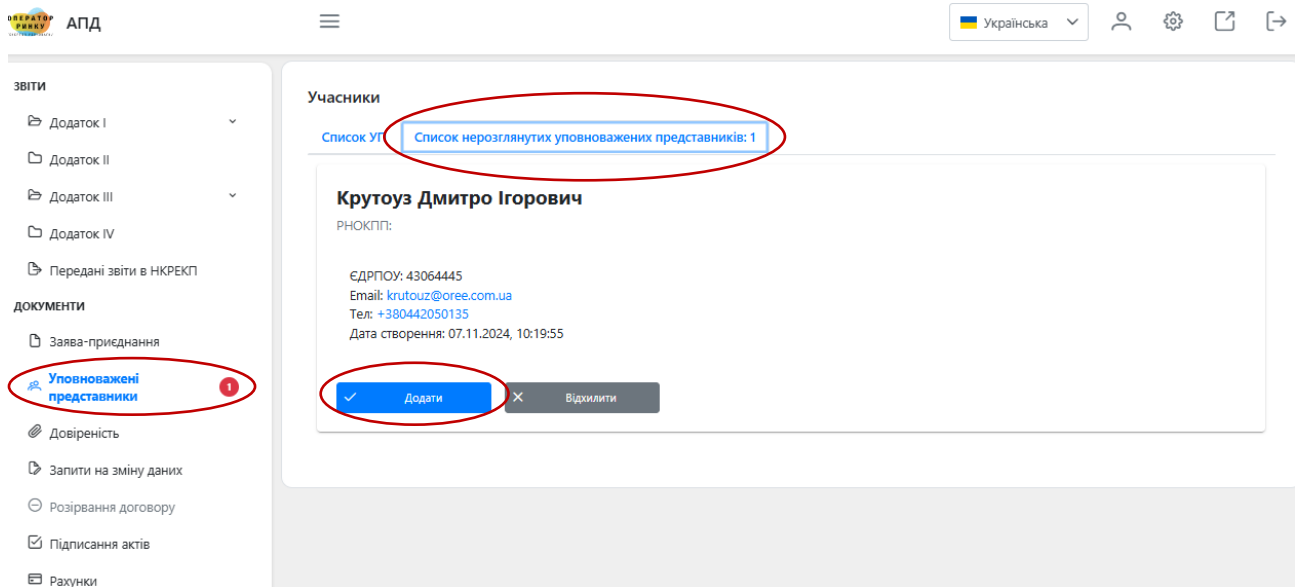 ОПЕРАТОР
РИНКУ
АПД
Українська
ЗВІТИ
Додаток I
Додаток II
Додаток III
Додаток IV
Передані звіти в НКРЕКП
ДОКУМЕНТИ
Заява-приєднання
Уповноважені
представники
1
Довіреність
Запити на зміну даних
Розірвання договору
Підписання актів
Рахунки
Учасники
Список УП
Список нерозглянутих уповноважених представників: 1
Крутоуз Дмитро Ігорович
РНОКПП:
ЄДРПОУ: 43064445
Email: krutouz@oree.com.ua
Тел: +380442050135
Дата створення: 07.11.2024, 10:19:55
Додати
Відхилити